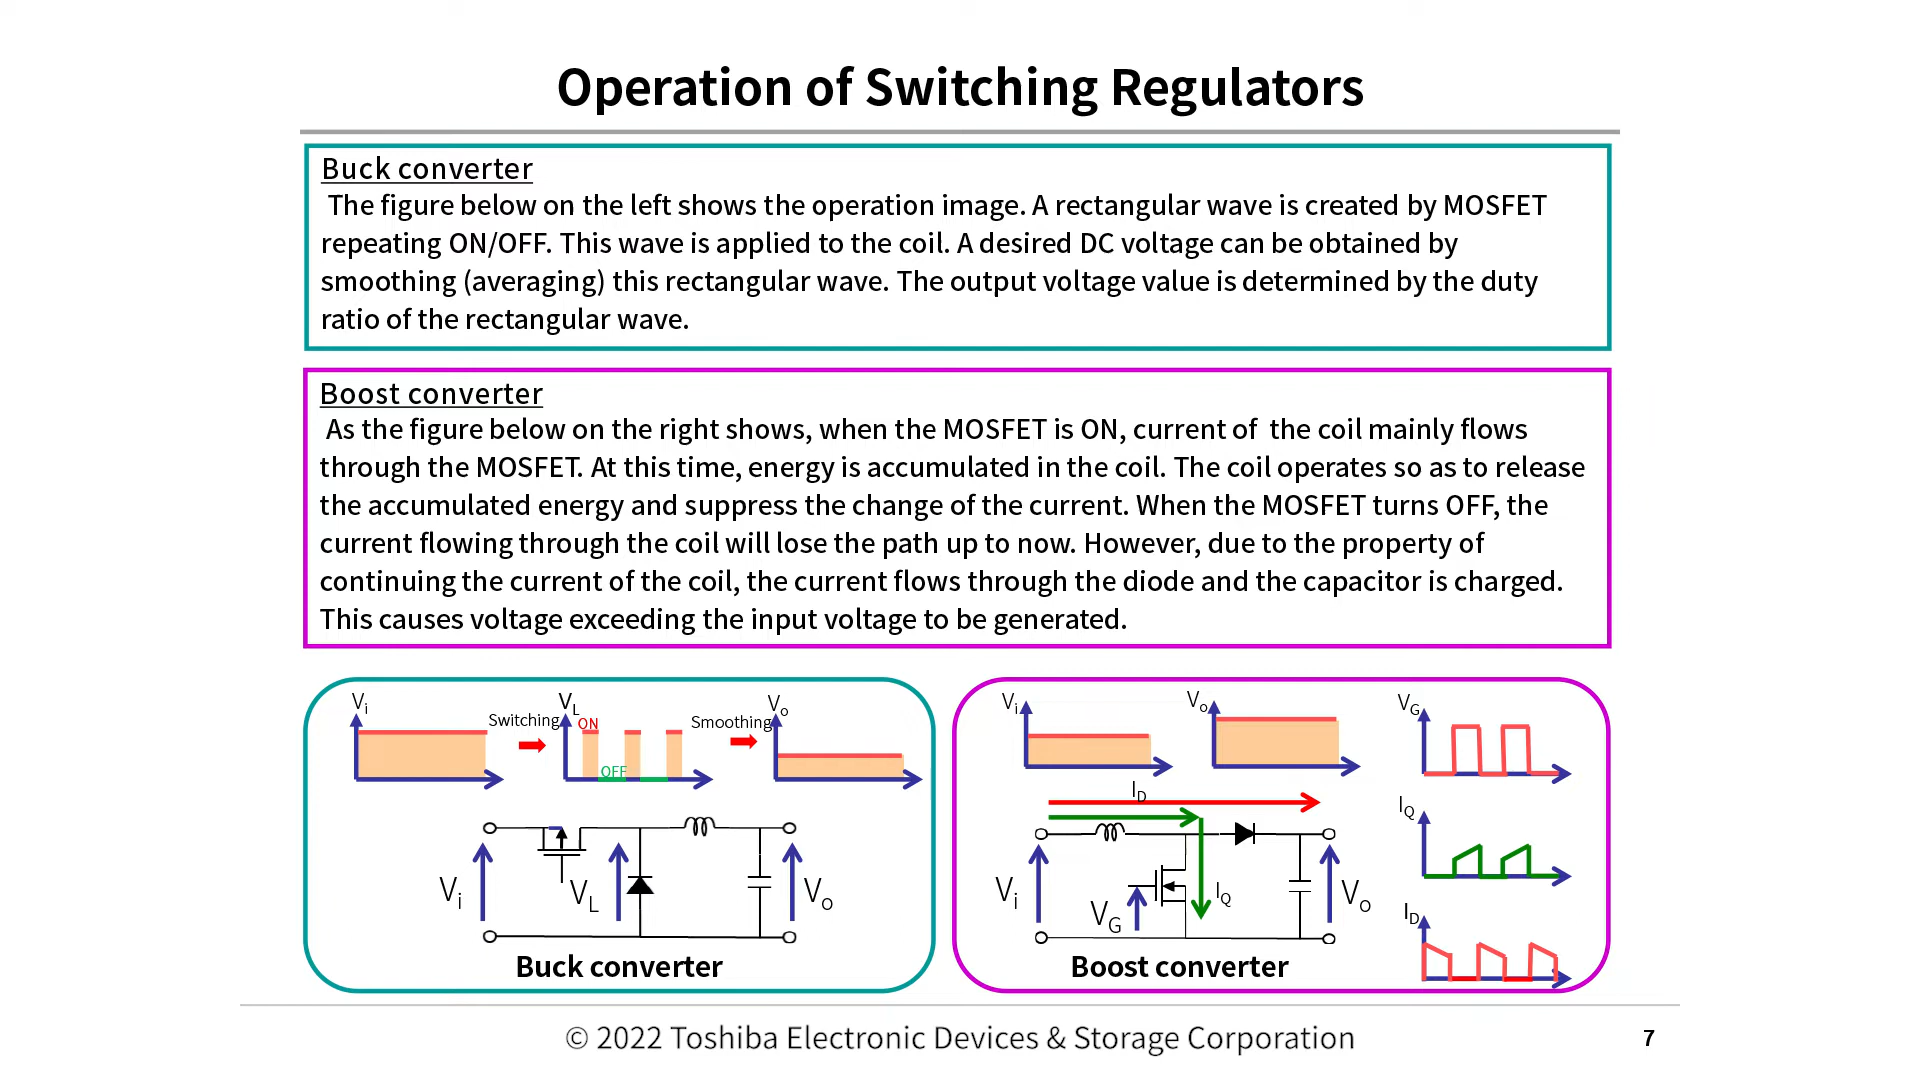 Operation of Switching Regulators
Buck converter
The figure below on the left shows the operation image. A rectangular wave is created by MOSFET
repeating ON/OFF. This wave is applied to the coil. A desired DC voltage can be obtained by
smoothing (averaging) this rectangular wave. The output voltage value is determined by the duty
ratio of the rectangular wave.
Boost converter
As the figure below on the right shows, when the MOSFET is ON, current of the coil mainly flows
through the MOSFET. At this time, energy is accumulated in the coil. The coil operates so as to release
the accumulated energy and suppress the change of the current. When the MOSFET turns OFF, the
current flowing through the coil will lose the path up to now. However, due to the property of
continuing the current of the coil, the current flows through the diode and the capacitor is charged.
This causes voltage exceeding the input voltage to be generated.
Vi
Switching
VL
ON
OFF
Smoothing
Vo
Vi
VL
Vo
Buck converter
Vi
Vo
ID
Vi
VG
IQ
Vo
Boost converter
VG
IQ
ID
© 2022 Toshiba Electronic Devices & Storage Corporation
7